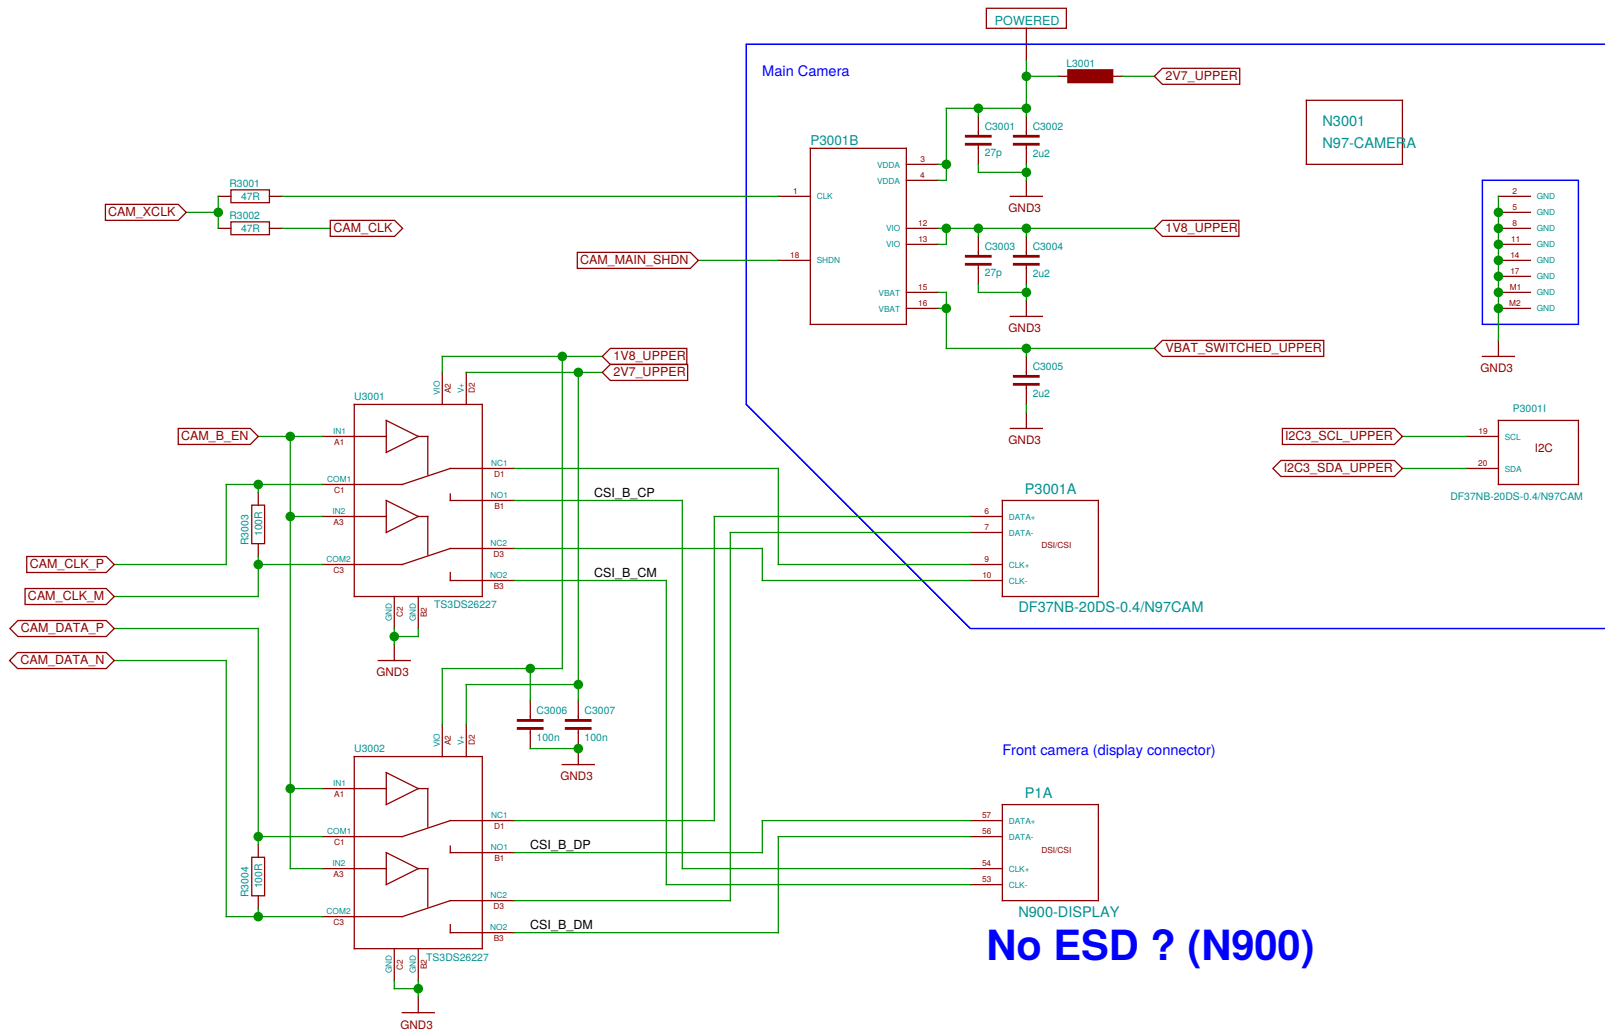 POWERED
Main Camera
L3001
2V7_UPPER
N3001
N97-CAMERA
C3001
C3002
27p
2u2
P3001B
3
VDDA
4
VDDA
GND3
1
CLK
12
VIO
13
VIO
1V8_UPPER
C3003
C3004
27p
2u2
18
SHDN
15
VBAT
16
VBAT
GND3
VBAT_SWITCHED_UPPER
C3005
2u2
GND3
R3001
47R
CAM_XCLK
R3002
47R
CAM_CLK
CAM_MAIN_SHDN
2
GND
5
GND
8
GND
11
GND
14
GND
17
GND
M1
GND
M2
GND
GND3
P3001I
I2C3_SCL_UPPER
19
SCL
I2C
I2C3_SDA_UPPER
20
SDA
DF37NB-20DS-0.4/N97CAM
1V8_UPPER
2V7_UPPER
VIO
A2
V+
D2
U3001
CAM_B_EN
IN1
A1
NC1
D1
COM1
C1
NO1
B1
CSI_B_CP
R3003
100R
IN2
A3
NC2
D3
COM2
C3
NO2
B3
CSI_B_CM
CAM_CLK_P
CAM_CLK_M
CAM_DATA_P
CAM_DATA_N
GND
C2
GND
B2
TS3DS26227
GND3
P3001A
6
DATA+
7
DATA-
DSI/CSI
9
CLK+
10
CLK-
DF37NB-20DS-0.4/N97CAM
C3006
C3007
100n
100n
GND3
VIO
A2
V+
D2
U3002
IN1
A1
NC1
D1
COM1
C1
NO1
B1
CSI_B_DP
R3004
100R
IN2
A3
NC2
D3
COM2
C3
NO2
B3
CSI_B_DM
GND
C2
GND
B2
TS3DS26227
GND3
Front camera (display connector)
P1A
57
DATA+
56
DATA-
DSI/CSI
54
CLK+
53
CLK-
N900-DISPLAY
No ESD ? (N900)